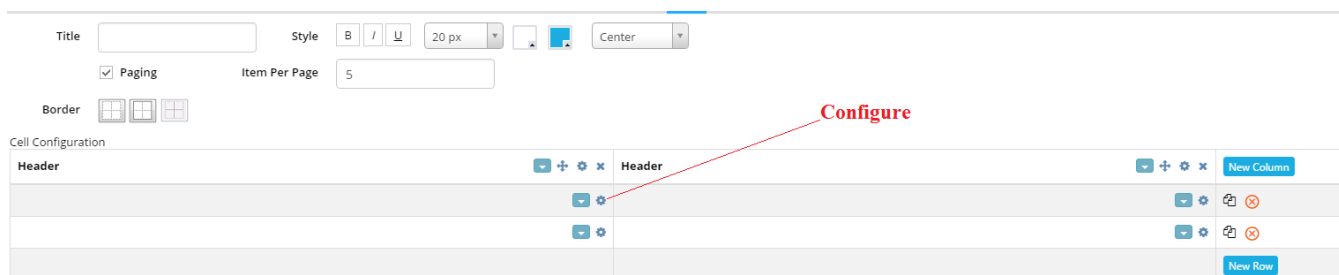 Title Style B I U 20 px Center
Paging Item Per Page 5
Border
Configure
Cell Configuration
Header Header New Column
New Row